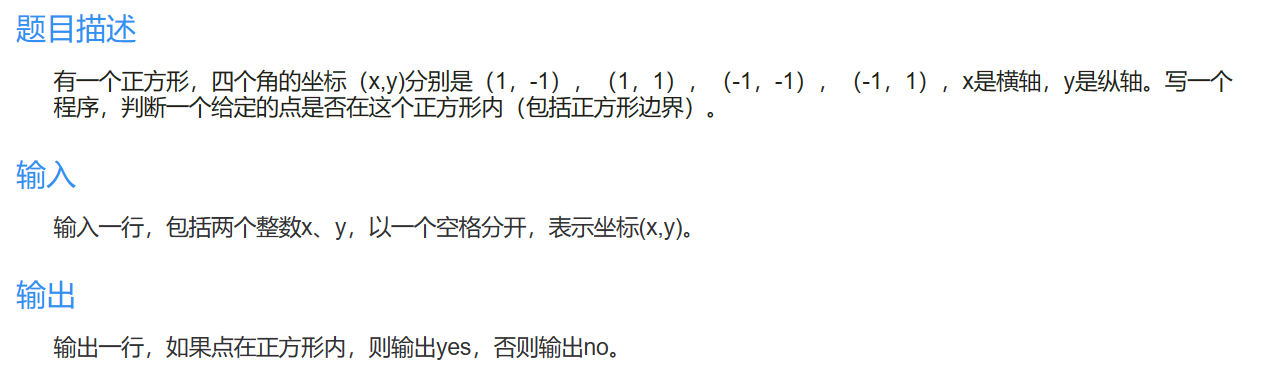 题目描述
有一个正方形，四个角的坐标（x,y)分别是（1，-1），（1，1），（-1，-1），（-1，1），x是横轴，y是纵轴。写一个
程序，判断一个给定的点是否在这个正方形内（包括正方形边界）。
输入
输入一行，包括两个整数x、y，以一个空格分开，表示坐标(x,y)。
输出
输出一行，如果点在正方形内，则输出yes，否则输出no。